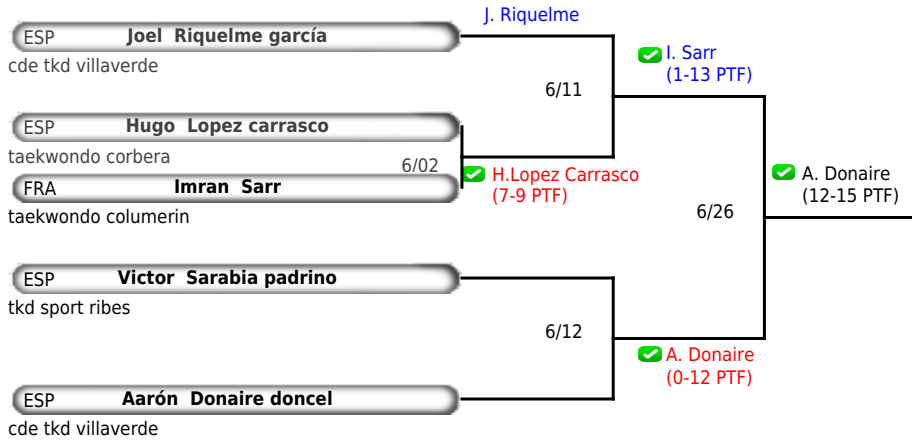 J. Riquelme
ESP Joel Riquelme garcía
cde tkd villaverde
I. Sarr
(1-13 PTF)
6/11
ESP Hugo Lopez carrasco
taekwondo corbera
6/02
H.Lopez Carrasco
(7-9 PTF)
FRA Imran Sarr
taekwondo columerin
A. Donaire
(12-15 PTF)
6/26
ESP Victor Sarabia padrino
tkd sport ribes
6/12
A. Donaire
(0-12 PTF)
ESP Aarón Donaire doncel
cde tkd villaverde